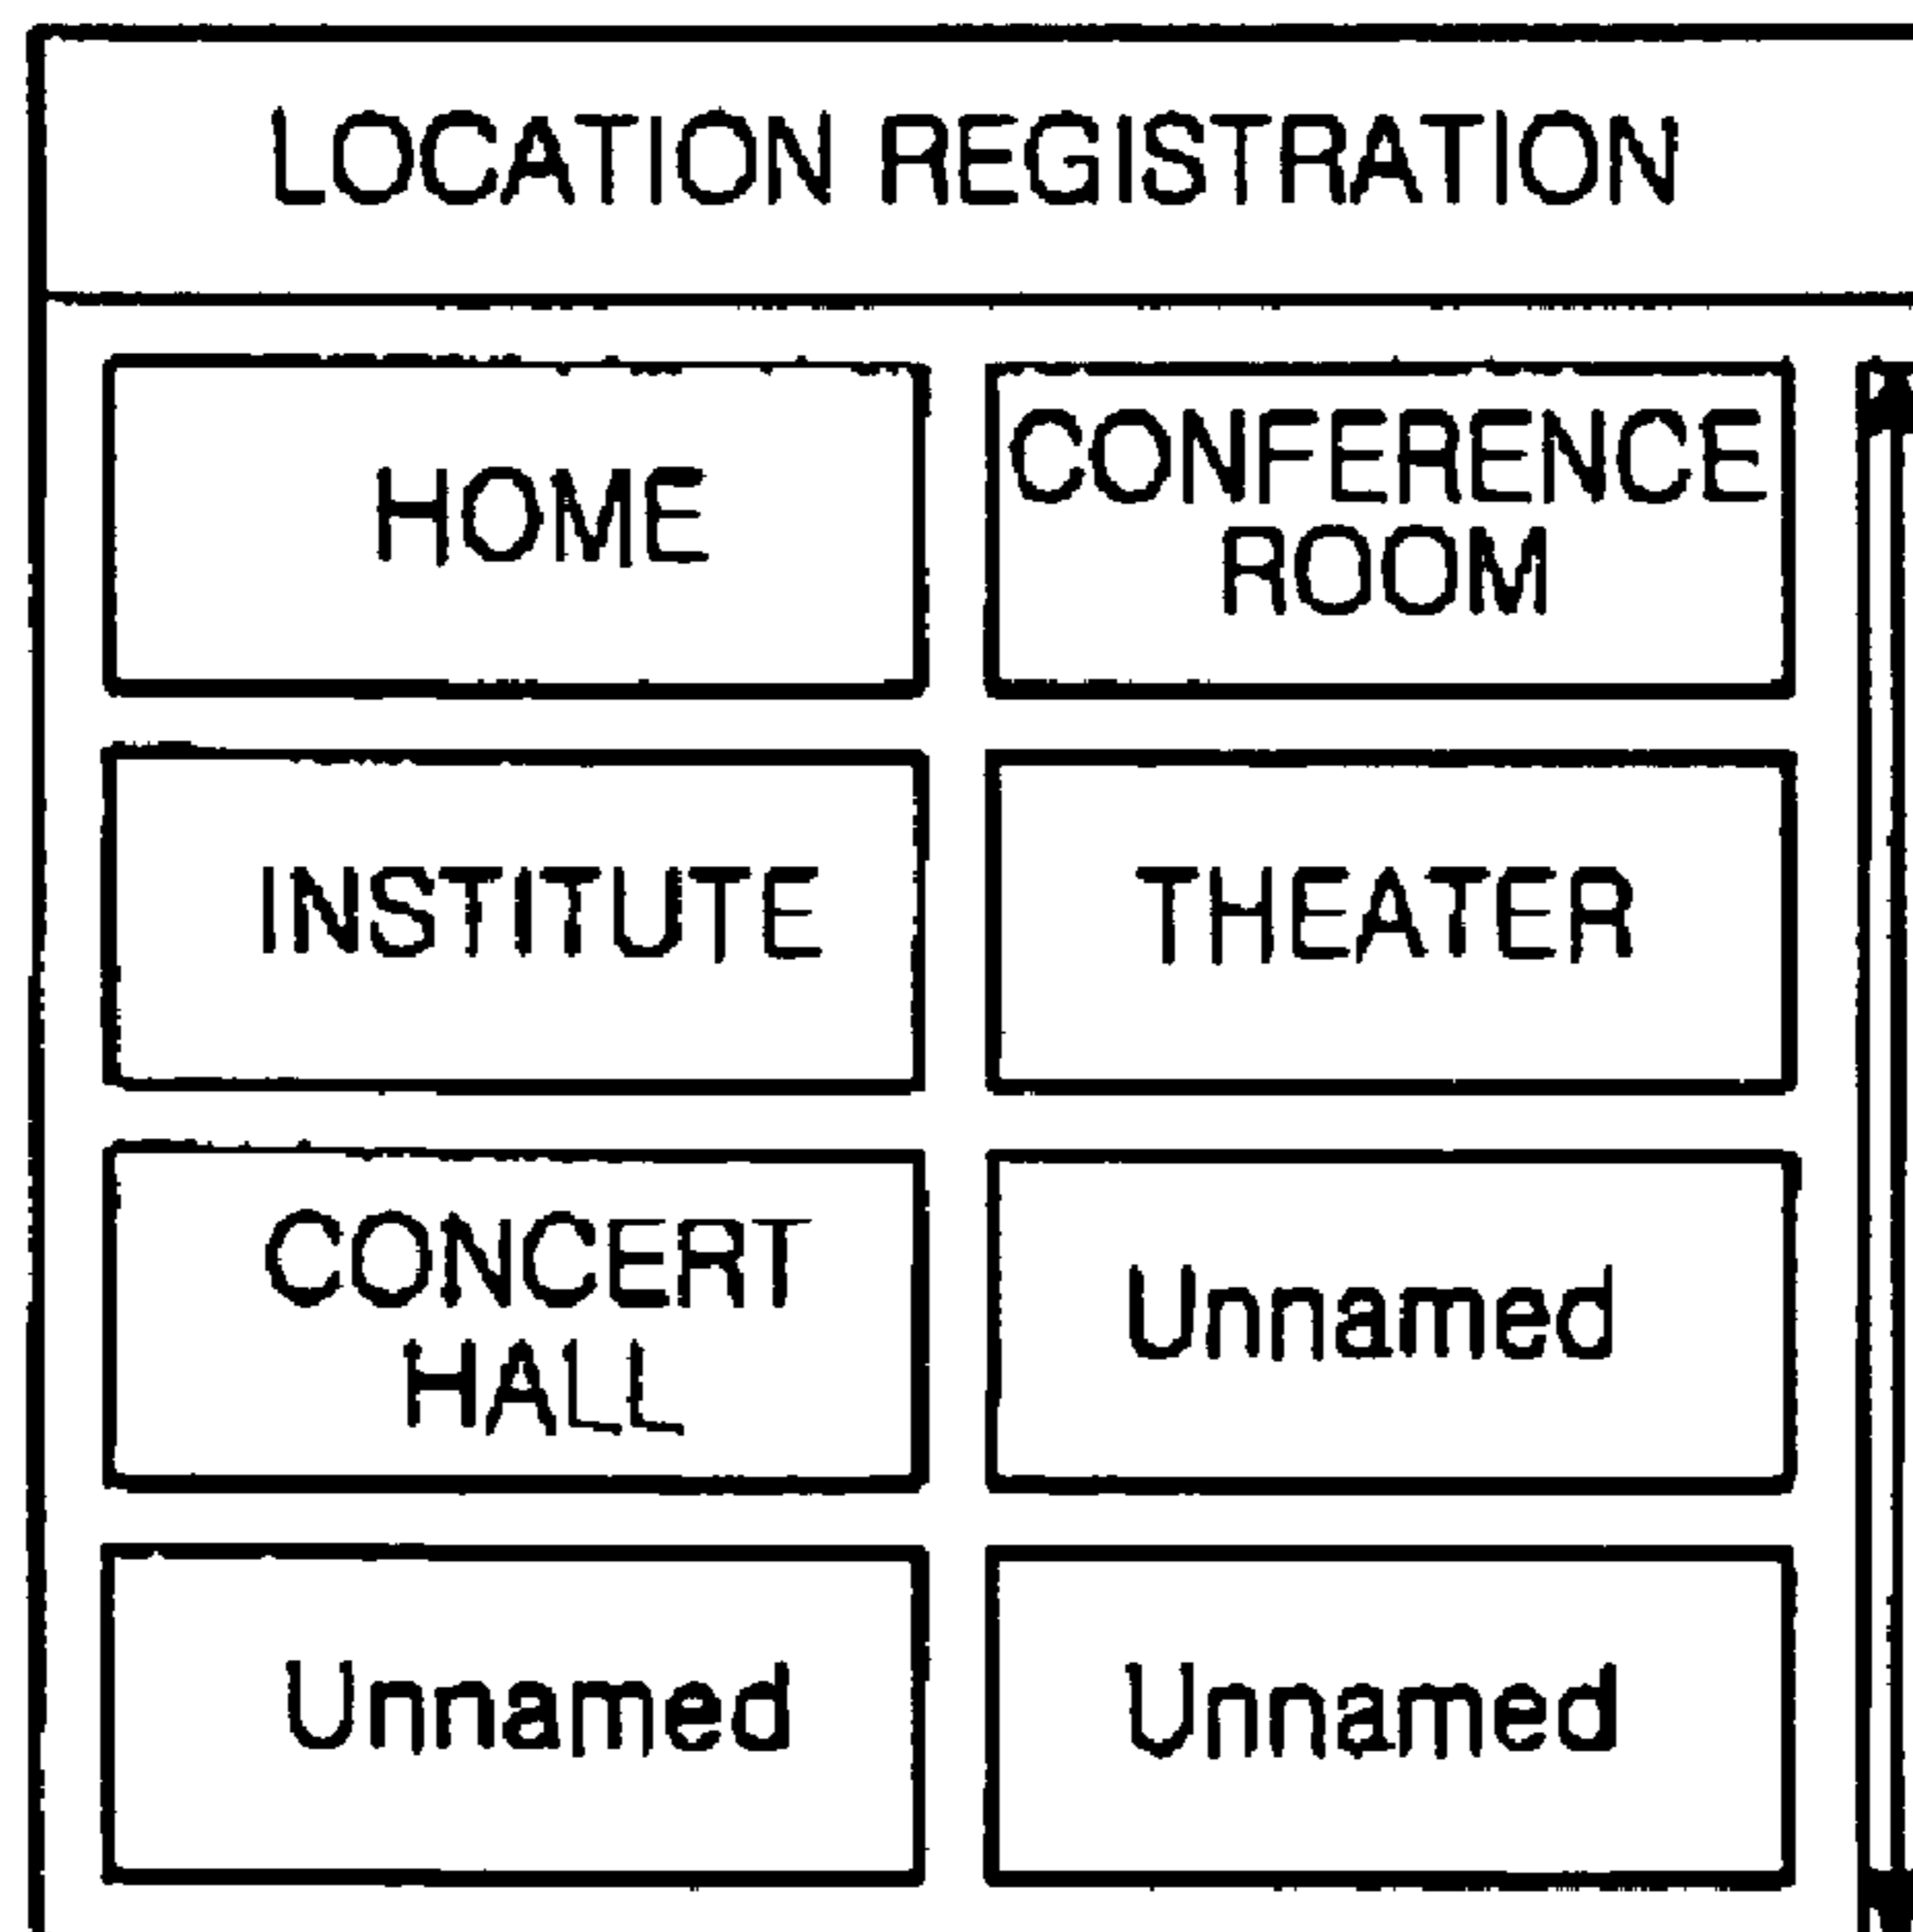 LOCATION REGISTRATION
HOME
CONFERENCE
ROOM
INSTITUTE
THEATER
CONCERT
HALL
Unnamed
Unnamed
Unnamed